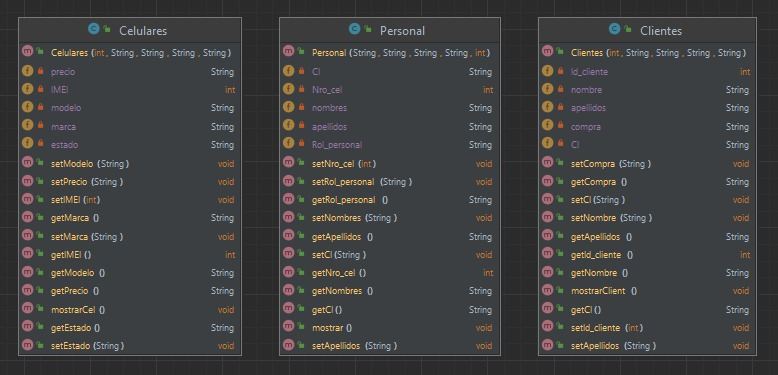 Celulares
Celulares (int, String, String, String, String)
precio String
IMEI int
modelo String
marca String
estado String
setModelo (String) void
setPrecio (String) void
setIMEI (int) void
getMarca () String
setMarca (String) void
getIMEI () int
getModelo () String
getPrecio () String
mostrarCel () void
getEstado () String
setEstado (String) void
Personal
Personal (String, String, String, String, int)
CI String
Nro_cel int
nombres String
apellidos String
Rol_personal String
setNro_cel (int) void
setRol_personal (String) void
getRol_personal () String
setNombres (String) void
getApellidos () String
setCI (String) void
getNro_cel () int
getNombres () String
getCI () String
mostrar () void
setApellidos (String) void
Clientes
Clientes (int, String, String, String, String)
Id_cliente int
nombre String
apellidos String
compra String
CI String
setCompra (String) void
getCompra () String
setCI (String) void
setNombre (String) void
getApellidos () String
getId_cliente () int
getNombre () String
mostrarClient () void
getCI () String
setId_cliente (int) void
setApellidos (String) void